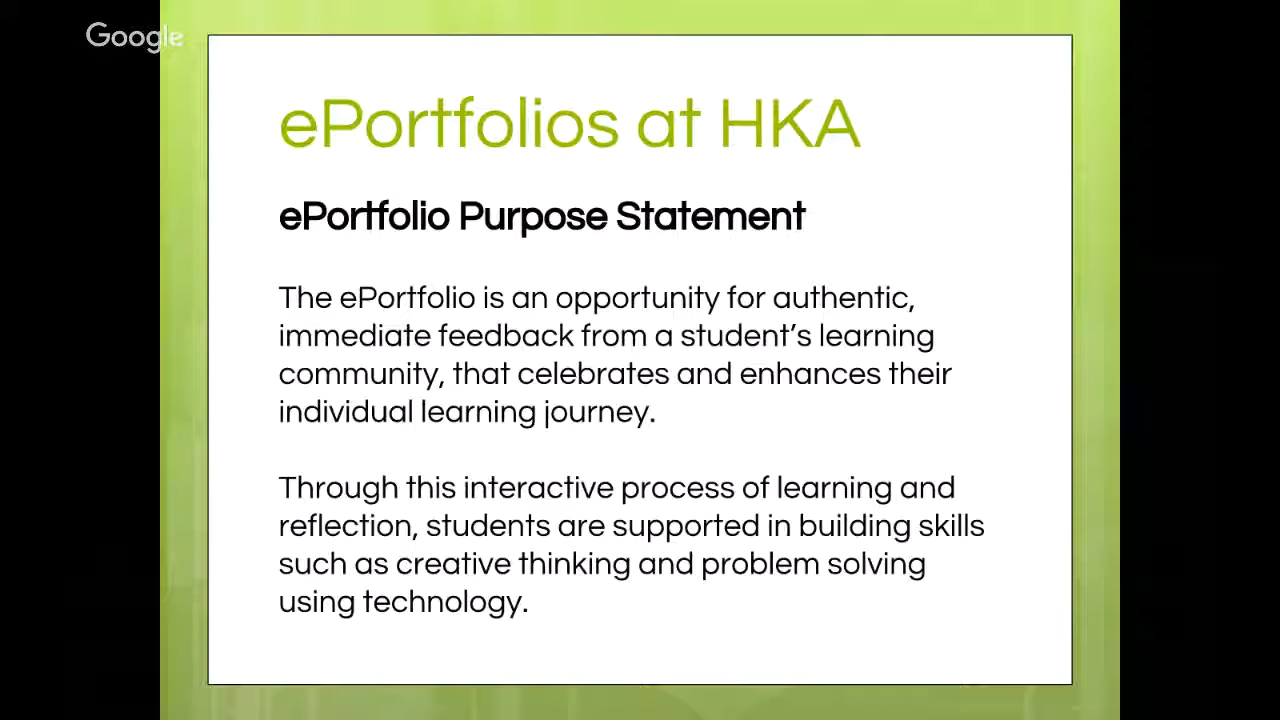 Google
ePortfolios at HKA
ePortfolio Purpose Statement
The ePortfolio is an opportunity for authentic,
immediate feedback from a student’s learning
community, that celebrates and enhances their
individual learning journey.
Through this interactive process of learning and
reflection, students are supported in building skills
such as creative thinking and problem solving
using technology.